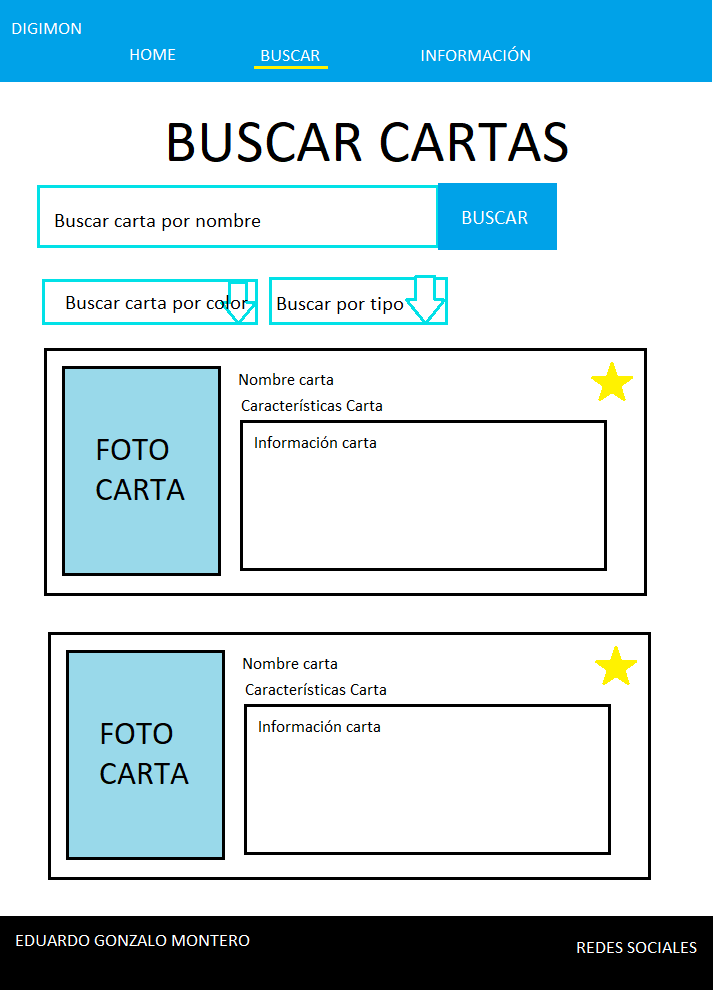 DIGIMON
HOME BUSCAR INFORMACIÓN
BUSCAR CARTAS
Buscar carta por nombre BUSCAR
Buscar carta por color Buscar por tipo
Nombre carta
Características Carta
Información carta
FOTO
CARTA
Nombre carta
Características Carta
Información carta
FOTO
CARTA
EDUARDO GONZALO MONTERO
REDES SOCIALES